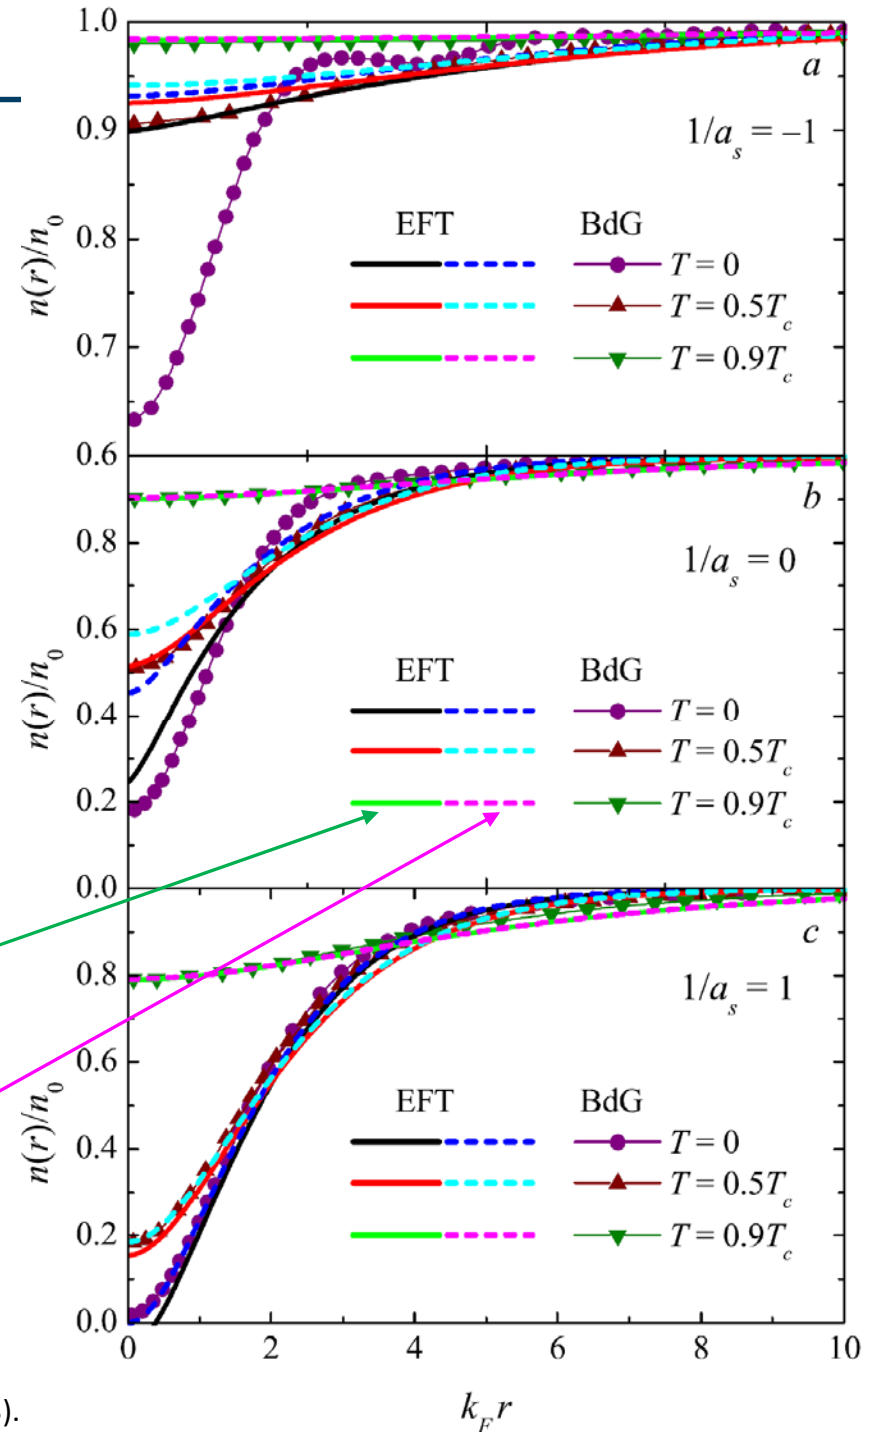 1.0
a
0.9
1/a_s = –1
n(r)/n_0
0.8
EFT BdG
T = 0
T = 0.5T_c
0.7
T = 0.9T_c
0.6
b
0.8
1/a_s = 0
n(r)/n_0
0.6
EFT BdG
0.4
T = 0
T = 0.5T_c
0.2
T = 0.9T_c
0.0
c
0.8
1/a_s = 1
n(r)/n_0
0.6
EFT BdG
0.4
T = 0
T = 0.5T_c
0.2
T = 0.9T_c
0.0
0 2 4 6 8 10
k_F r
).